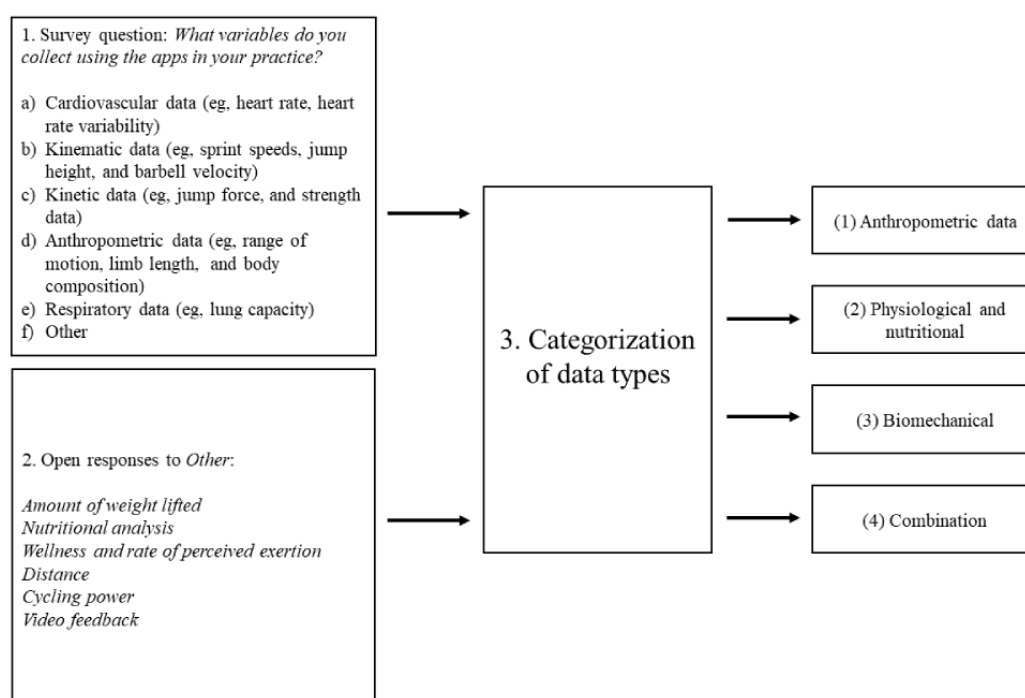 1. Survey question: What variables do you
collect using the apps in your practice?
a) Cardiovascular data (eg, heart rate, heart
rate variability)
b) Kinematic data (eg, sprint speeds, jump
height, and barbell velocity)
c) Kinetic data (eg, jump force, and strength
data)
d) Anthropometric data (eg, range of
motion, limb length, and body
composition)
e) Respiratory data (eg, lung capacity)
f) Other
2. Open responses to Other:
Amount of weight lifted
Nutritional analysis
Wellness and rate of perceived exertion
Distance
Cycling power
Video feedback
3. Categorization
of data types
(1) Anthropometric data
(2) Physiological and
nutritional
(3) Biomechanical
(4) Combination